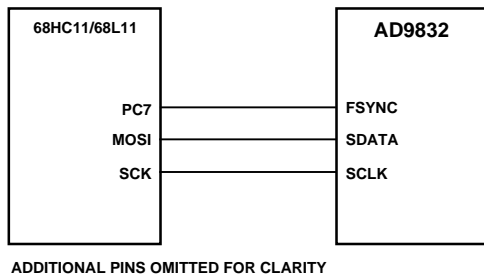 68HC11/68L11
AD9832
PC7
FSYNC
MOSI
SDATA
SCK
SCLK
ADDITIONAL PINS OMITTED FOR CLARITY